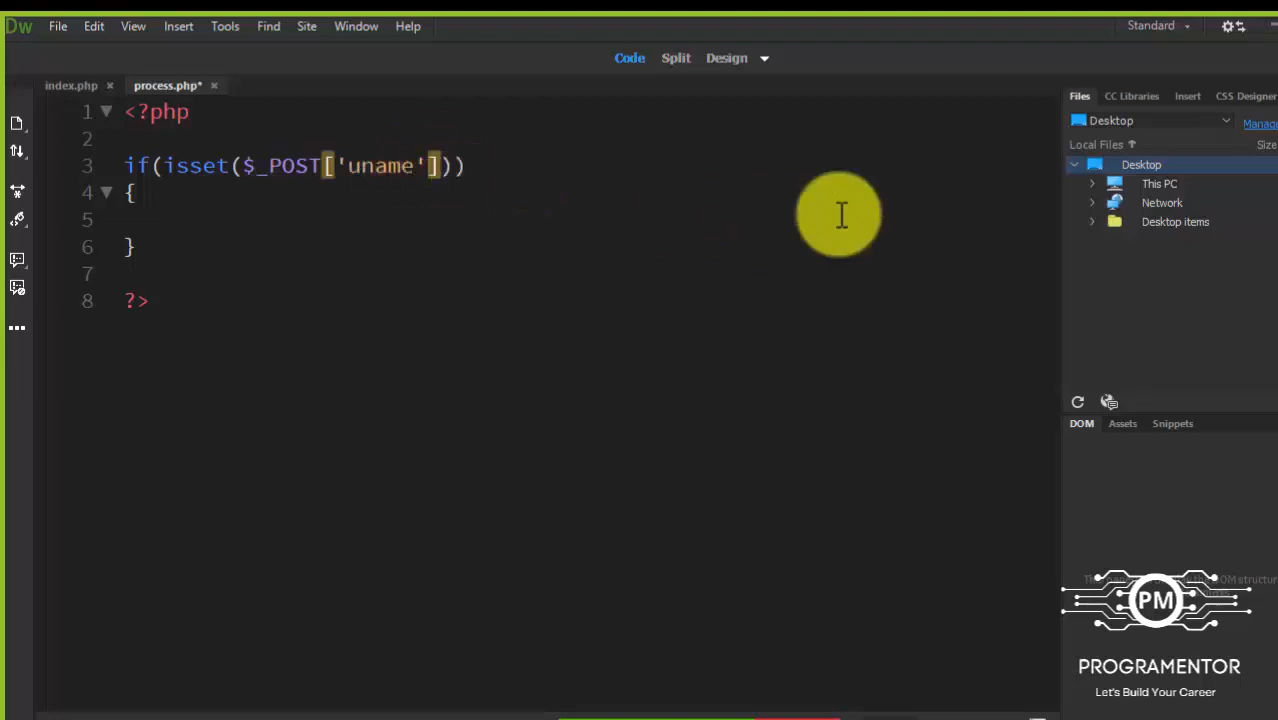 Dw File Edit View Insert Tools Find Site Window Help Standard
Code Split Design
index.php process.php*
1 <?php
2
3 if(isset($_POST['uname']))
4 {
5
6 }
7
8 ?>
Files CC Libraries Insert CSS Designer
Desktop Manag
Local Files Size
Desktop
This PC
Network
Desktop items
DOM Assets Snippets
PM
PROGRAMENTOR
Let's Build Your Career